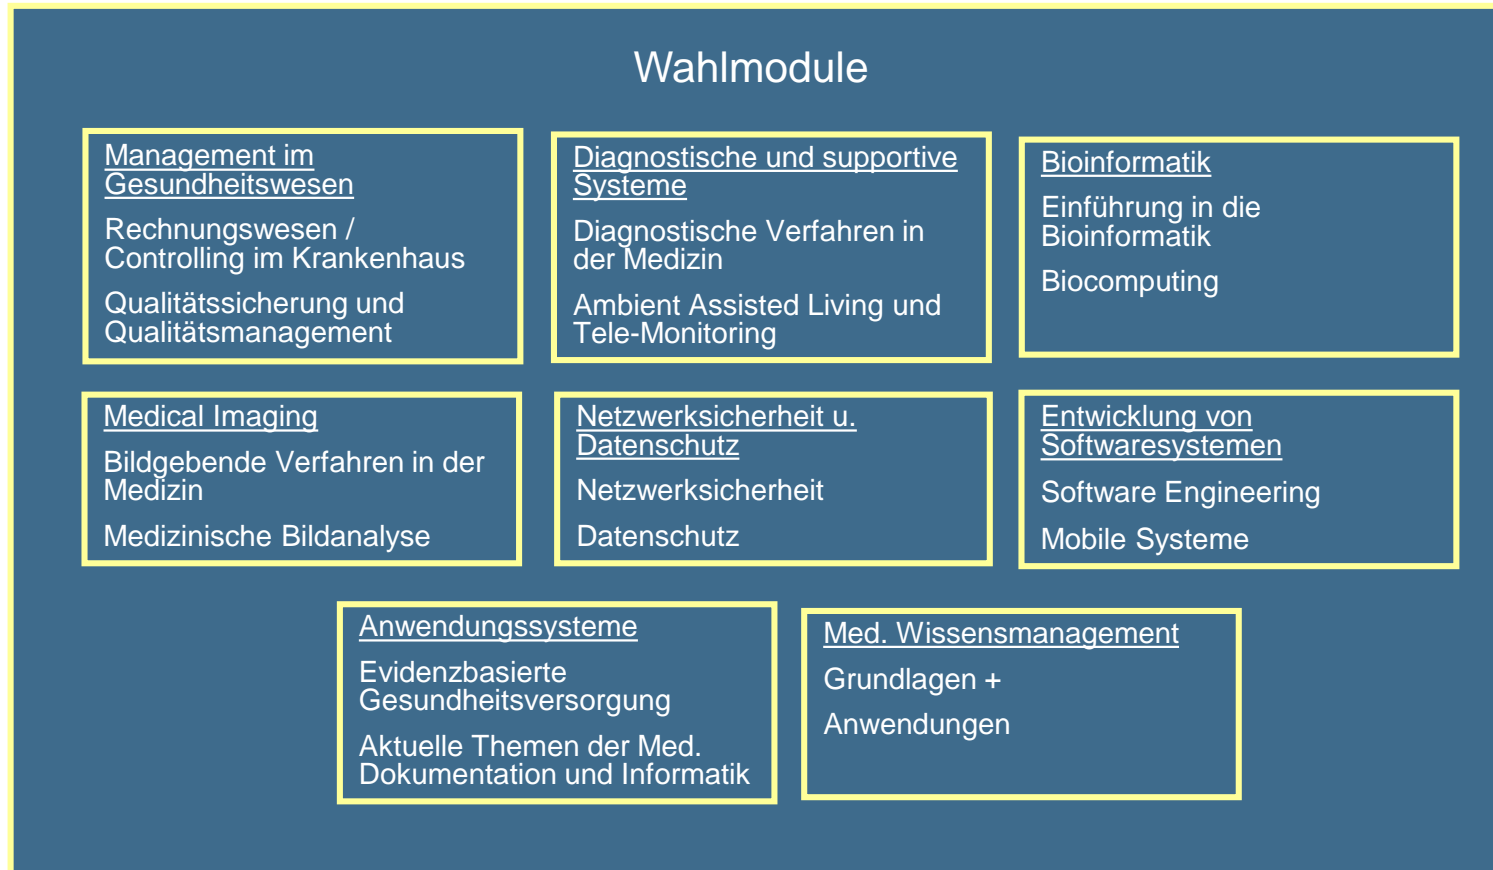 Wahlmodule
Management im
Gesundheitswesen
Rechnungswesen /
Controlling im Krankenhaus
Qualitätssicherung und
Qualitätsmanagement
Diagnostische und supportive
Systeme
Diagnostische Verfahren in
der Medizin
Ambient Assisted Living und
Tele-Monitoring
Bioinformatik
Einführung in die
Bioinformatik
Biocomputing
Medical Imaging
Bildgebende Verfahren in der
Medizin
Medizinische Bildanalyse
Netzwerksicherheit u.
Datenschutz
Netzwerksicherheit
Datenschutz
Entwicklung von
Softwaresystemen
Software Engineering
Mobile Systeme
Anwendungssysteme
Evidenzbasierte
Gesundheitsversorgung
Aktuelle Themen der Med.
Dokumentation und Informatik
Med. Wissensmanagement
Grundlagen +
Anwendungen